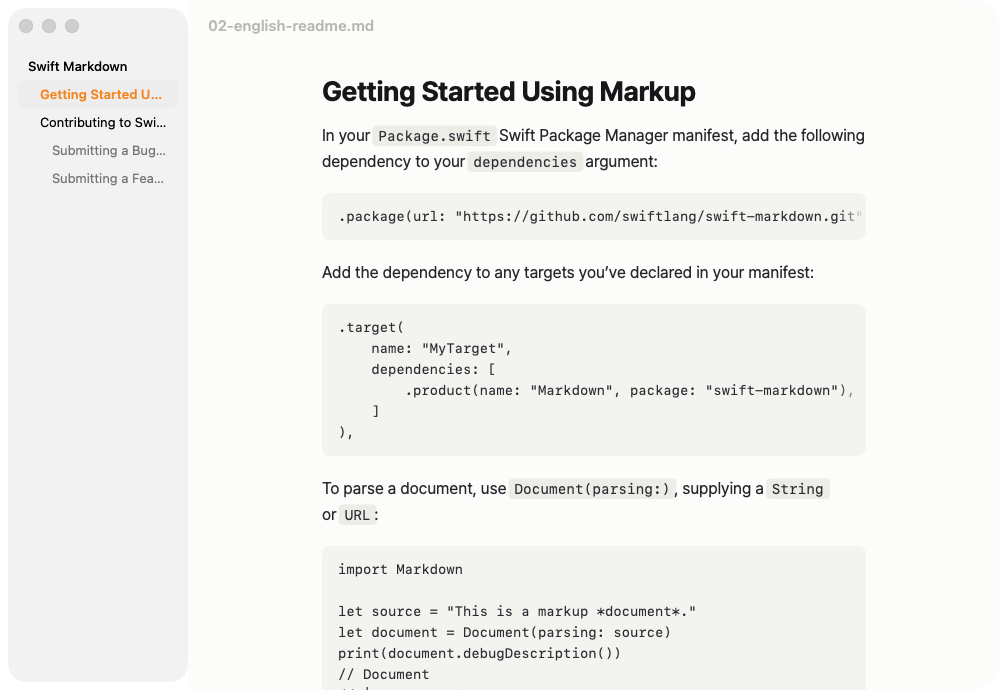 02-english-readme.md
Swift Markdown
Getting Started U...
Contributing to Swi...
Submitting a Bug...
Submitting a Fea...
Getting Started Using Markup
In your Package.swift Swift Package Manager manifest, add the following
dependency to your dependencies argument:
.package(url: "https://github.com/swiftlang/swift-markdown.git"
Add the dependency to any targets you’ve declared in your manifest:
.target(
    name: "MyTarget",
    dependencies: [
        .product(name: "Markdown", package: "swift-markdown"),
    ]
),
To parse a document, use Document(parsing:), supplying a String
or URL:
import Markdown

let source = "This is a markup *document*."
let document = Document(parsing: source)
print(document.debugDescription())
// Document